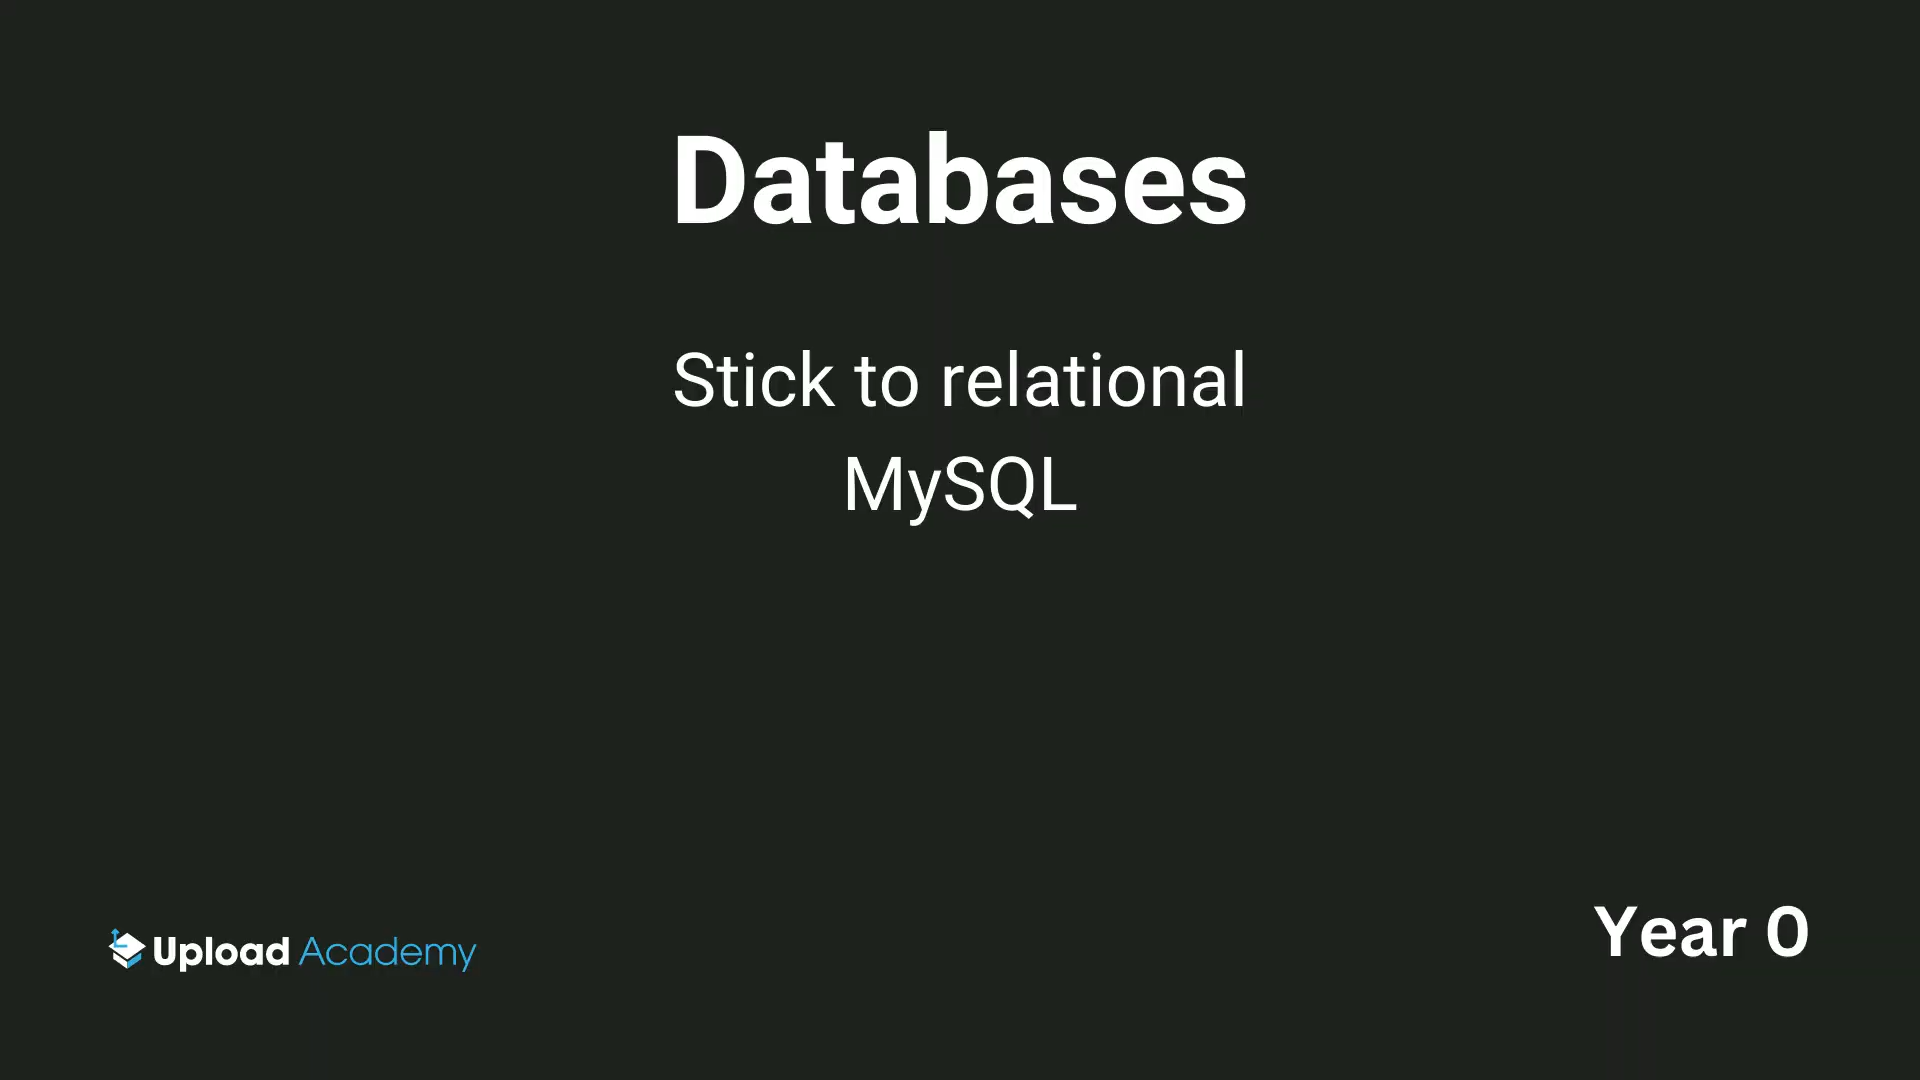 Databases
Stick to relational
MySQL
Upload Academy
Year 0